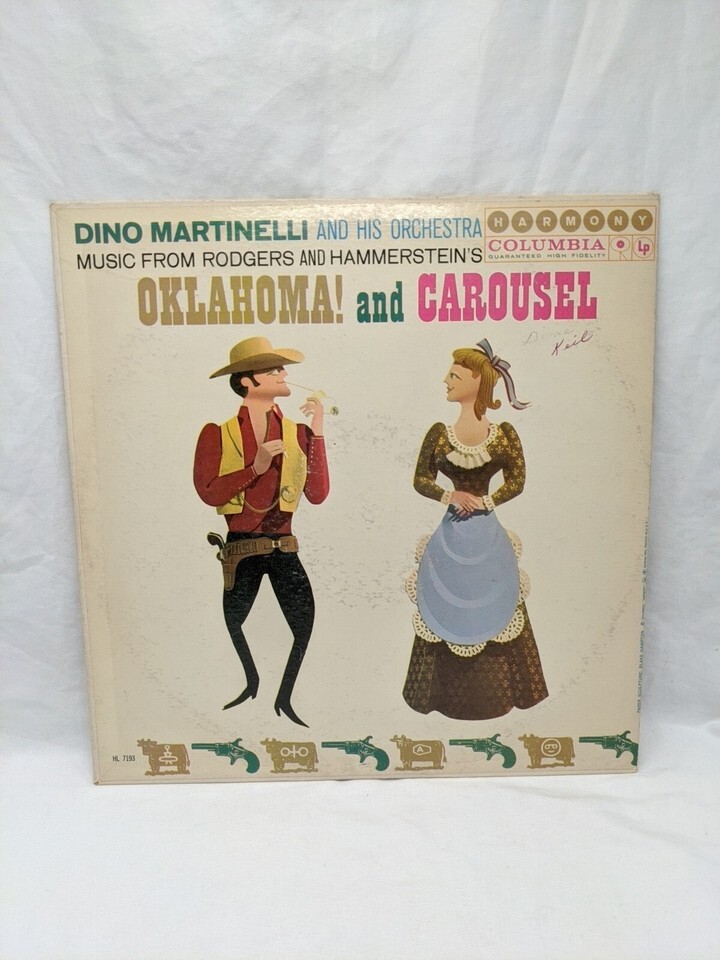 DINO MARTINELLI AND HIS ORCHESTRA
MUSIC FROM RODGERS AND HAMMERSTEIN'S
OKLAHOMA! and CAROUSEL
HARMONY
COLUMBIA Lp
GUARANTEED HIGH FIDELITY
Keil
A
HL 7193